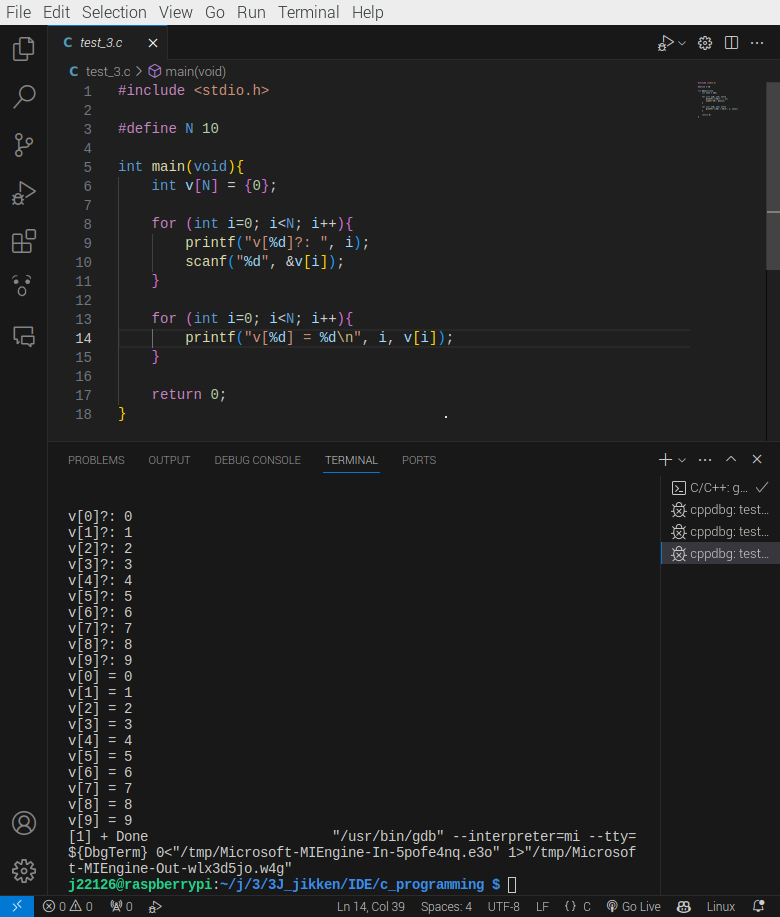 File Edit Selection View Go Run Terminal Help
C test_3.c
C test_3.c > main(void)
1 #include <stdio.h>
2
3 #define N 10
4
5 int main(void){
6 int v[N] = {0};
7
8 for (int i=0; i<N; i++){
9 printf("v[%d]?: ", i);
10 scanf("%d", &v[i]);
11 }
12
13 for (int i=0; i<N; i++){
14 printf("v[%d] = %d\n", i, v[i]);
15 }
16
17 return 0;
18 }
PROBLEMS OUTPUT DEBUG CONSOLE TERMINAL PORTS
C/C++: g...
cppdbg: test...
cppdbg: test...
cppdbg: test...
v[0]?: 0
v[1]?: 1
v[2]?: 2
v[3]?: 3
v[4]?: 4
v[5]?: 5
v[6]?: 6
v[7]?: 7
v[8]?: 8
v[9]?: 9
v[0] = 0
v[1] = 1
v[2] = 2
v[3] = 3
v[4] = 4
v[5] = 5
v[6] = 6
v[7] = 7
v[8] = 8
v[9] = 9
[1] + Done "/usr/bin/gdb" --interpreter=mi --tty=
${DbgTerm} 0<"/tmp/Microsoft-MIEngine-In-5pofe4nq.e3o" 1>"/tmp/Microsof
t-MIEngine-Out-wlx3d5jo.w4g"
j22126@raspberrypi:~/j/3/3J_jikken/IDE/c_programming $
0 0 0 Ln 14, Col 39 Spaces: 4 UTF-8 LF {} C Go Live Linux